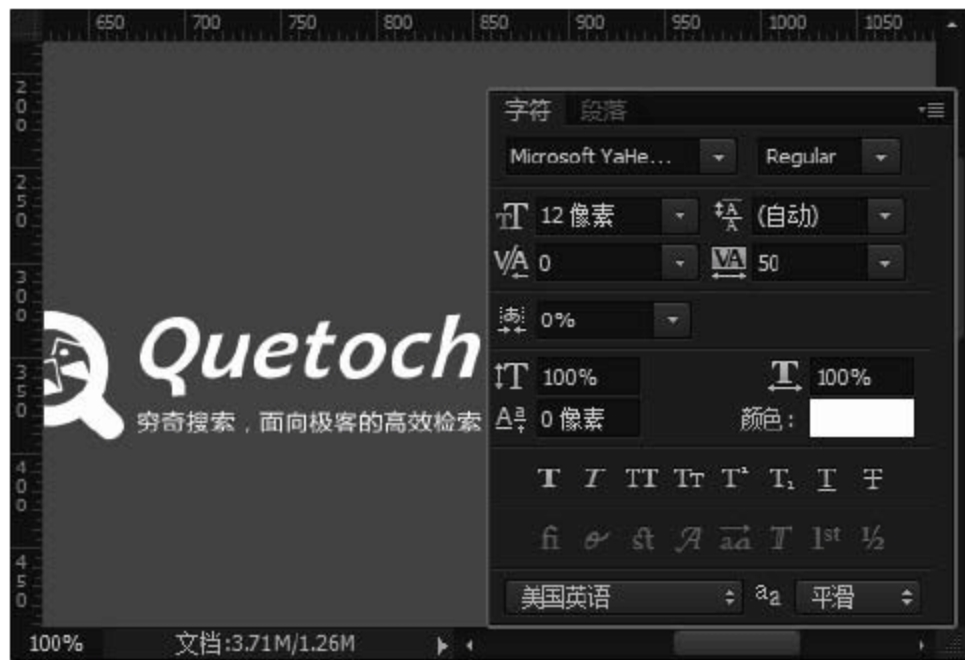 650 700 750 800 850 900 950 1000 1050
200
250
300
350
400
450
Quetoch
穷奇搜索，面向极客的高效检索
字符 段落
Microsoft YaHe... Regular
12 像素 (自动)
0 50
0%
100% 100%
0 像素 颜色：
T T TT TT T² T₁ T T
fi st A aa T 1st ½
美国英语 aa 平滑
100% 文档:3.71M/1.26M